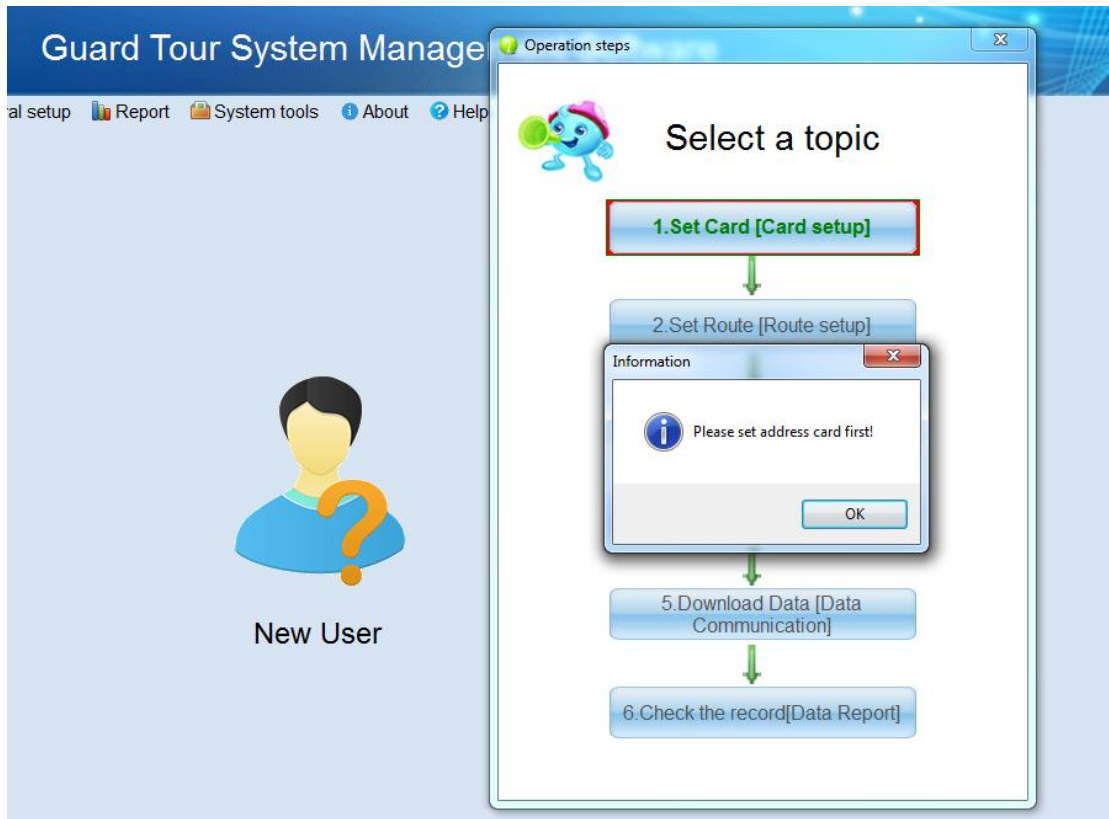 Guard Tour System Manage
Operation steps
al setup Report System tools About Help
Select a topic
1.Set Card [Card setup]
2.Set Route [Route setup]
Information
Please set address card first!
OK
5.Download Data [Data
Communication]
6.Check the record[Data Report]
New User